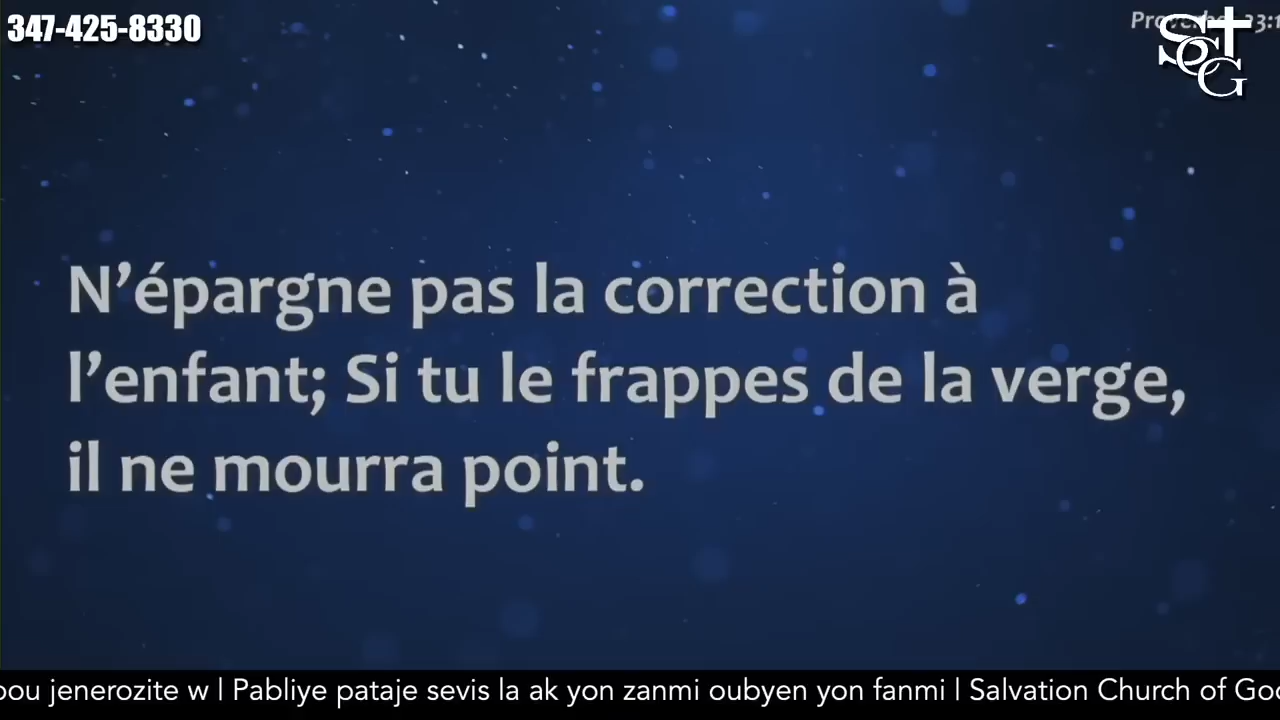 347-425-8330
SCG
N’épargne pas la correction à
l’enfant; Si tu le frappes de la verge,
il ne mourra point.
jenerozite w | Pabliye pataje sevis la ak yon zanmi oubyen yon fanmi | Salvation Church of